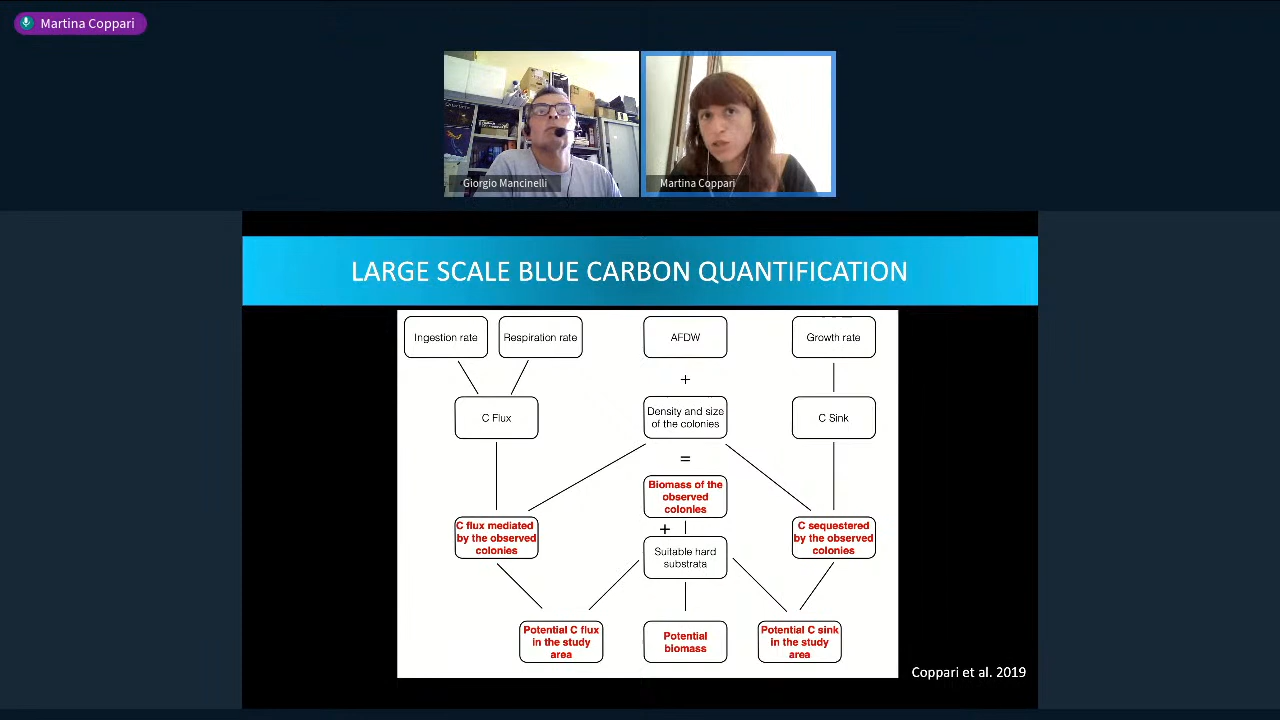 Martina Coppari
Giorgio Mancinelli
Martina Coppari
LARGE SCALE BLUE CARBON QUANTIFICATION
Ingestion rate
Respiration rate
AFDW
Growth rate
+
C Flux
Density and size
of the colonies
C Sink
=
Biomass of the
observed
colonies
C flux mediated
by the observed
colonies
+
C sequestered
by the observed
colonies
Suitable hard
substrata
Potential C flux
in the study
area
Potential
biomass
Potential C sink
in the study
area
Coppari et al. 2019